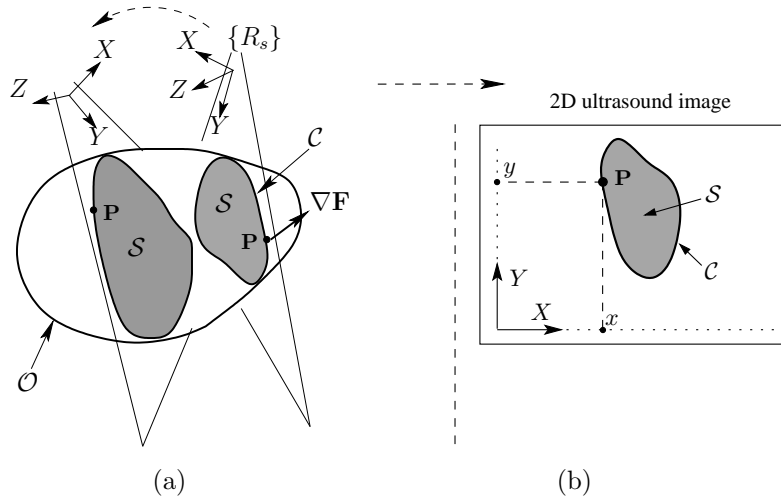 {R_s}
X
Z
Y
X
Z
Y
C
∇F
P
S
S
P
O
(a)
2D ultrasound image
y
P
S
C
Y
X
x
(b)